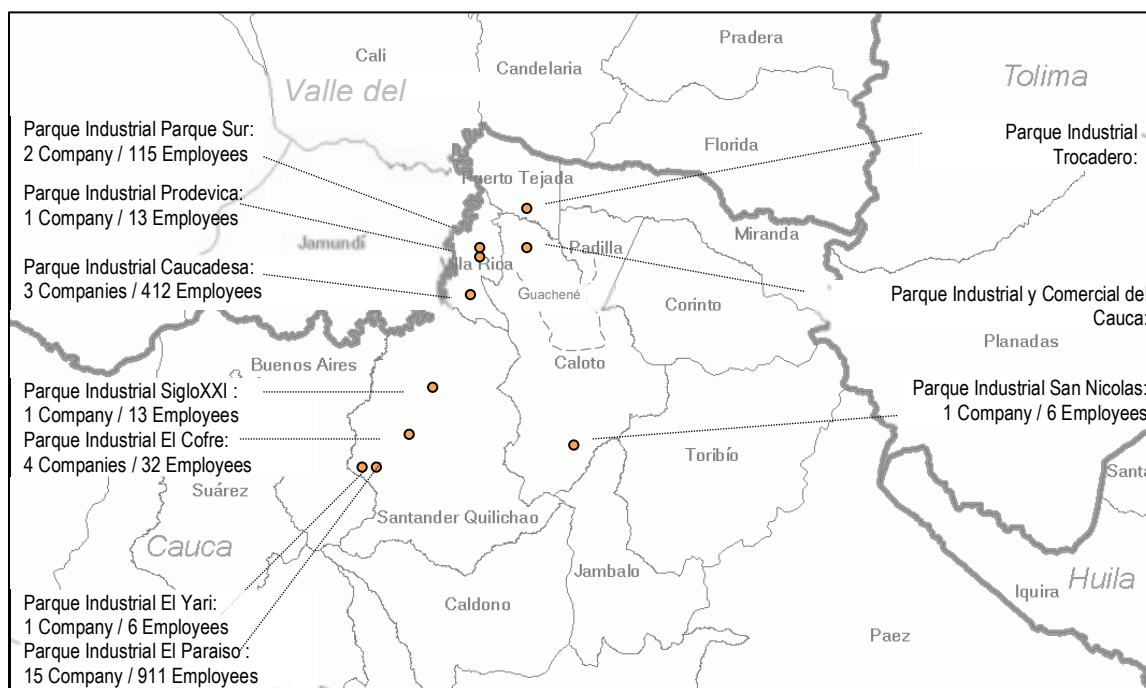 Pradera
Cali
Candelaria
Tolima
Valle del
Parque Industrial Parque Sur:
2 Company / 115 Employees
Parque Industrial
Trocadero:
Florida
Puerto Tejada
Parque Industrial Prodevica:
1 Company / 13 Employees
Miranda
Jamundí
Padilla
Villa Rica
Parque Industrial Caucadesa:
3 Companies / 412 Employees
Guachené
Corinto
Parque Industrial y Comercial del
Cauca:
Planadas
Buenos Aires
Caloto
Parque Industrial SigloXXI :
1 Company / 13 Employees
Parque Industrial San Nicolas:
1 Company / 6 Employees
Parque Industrial El Cofre:
4 Companies / 32 Employees
Toribío
Santa
Suárez
Santander Quilichao
Cauca
Jambalo
Huila
Iquira
Parque Industrial El Yari:
1 Company / 6 Employees
Caldono
Paez
Parque Industrial El Paraiso :
15 Company / 911 Employees